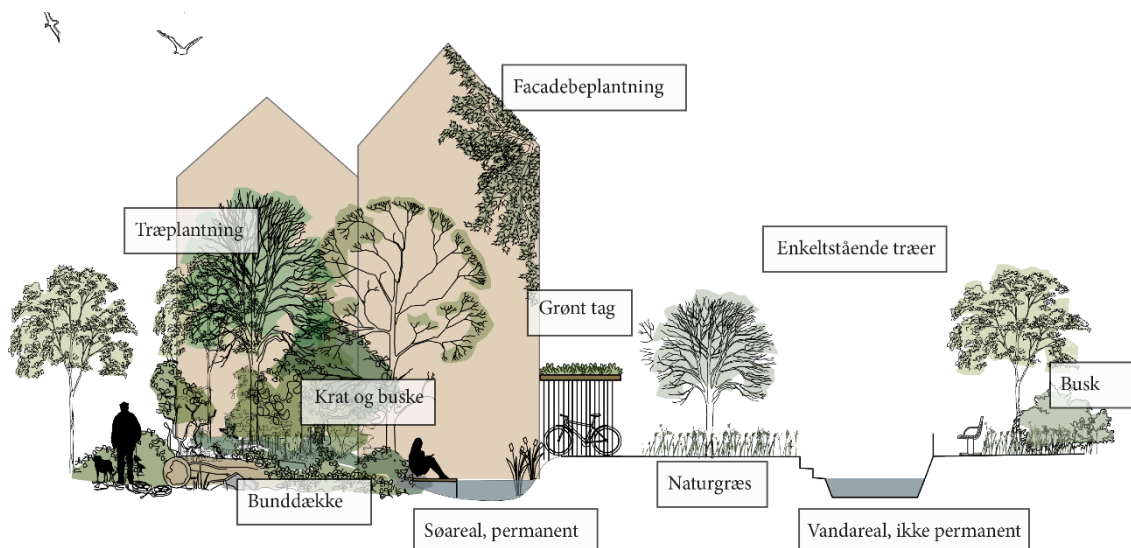 Facadebeplantning
Træplantning
Enkeltstående træer
Grønt tag
Krat og buske
Busk
Naturgræs
Bunddække
Søareal, permanent
Vandareal, ikke permanent